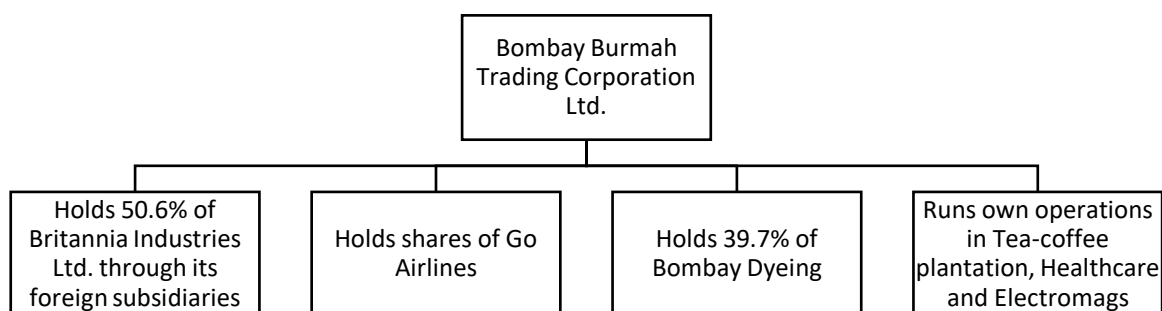 Bombay Burmah
Trading Corporation
Ltd.
Holds 50.6% of
Britannia Industries
Ltd. through its
foreign subsidiaries
Holds shares of Go
Airlines
Holds 39.7% of
Bombay Dyeing
Runs own operations
in Tea-coffee
plantation, Healthcare
and Electromags